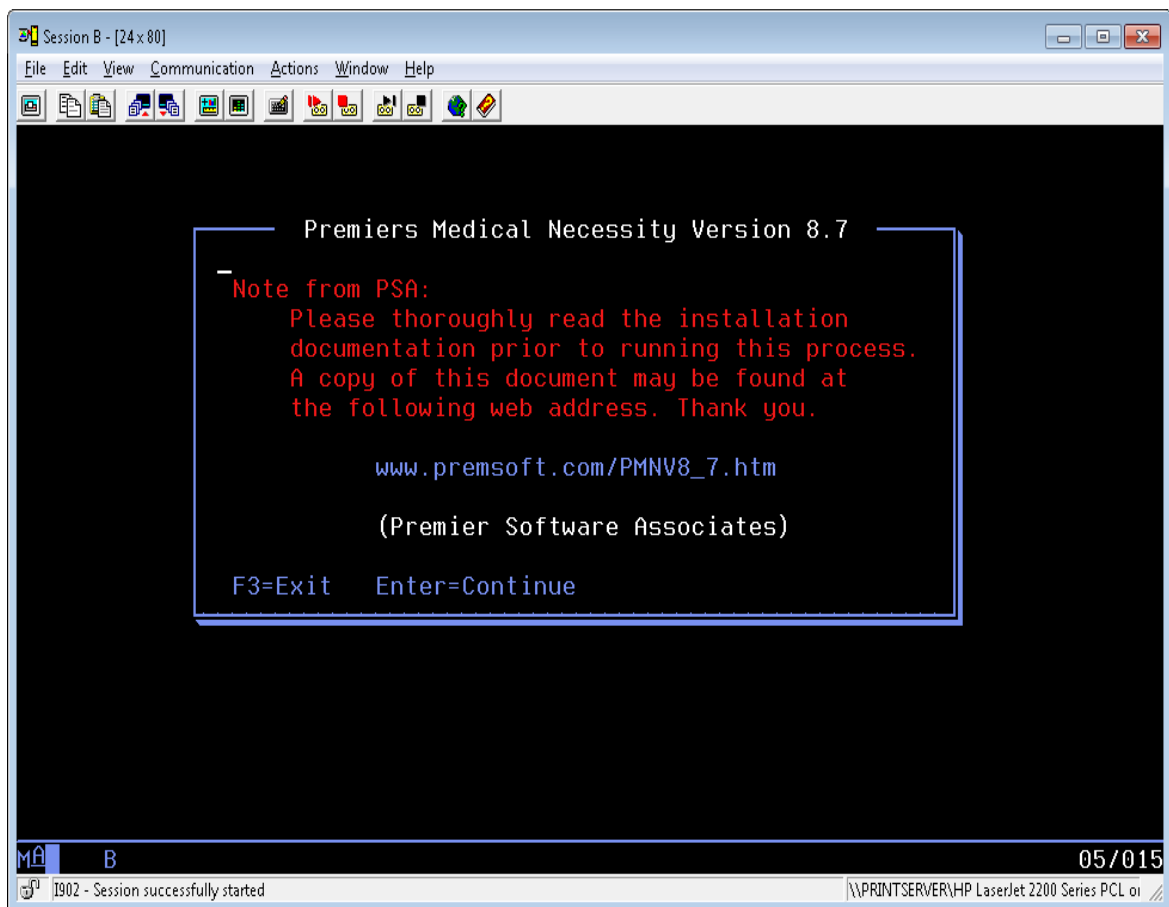 Session B - [24 x 80]
File Edit View Communication Actions Window Help
Premiers Medical Necessity Version 8.7
Note from PSA:
Please thoroughly read the installation
documentation prior to running this process.
A copy of this document may be found at
the following web address. Thank you.
www.premsoft.com/PMNV8_7.htm
(Premier Software Associates)
F3=Exit Enter=Continue
MA B 05/015
I902 - Session successfully started \\PRINTSERVER\HP LaserJet 2200 Series PCL